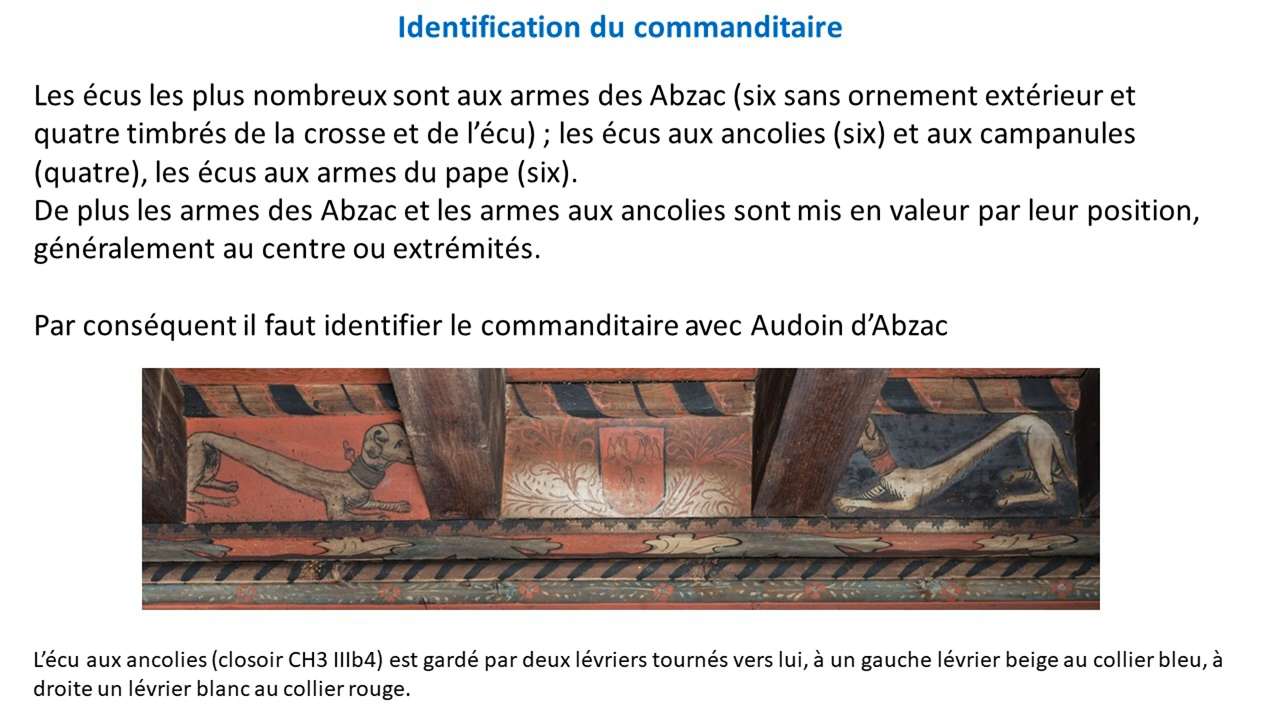 Identification du commanditaire
Les écus les plus nombreux sont aux armes des Abzac (six sans ornement extérieur et
quatre timbrés de la crosse et de l’écu) ; les écus aux ancolies (six) et aux campanules
(quatre), les écus aux armes du pape (six).
De plus les armes des Abzac et les armes aux ancolies sont mis en valeur par leur position,
généralement au centre ou extrémités.
Par conséquent il faut identifier le commanditaire avec Audoin d’Abzac
L’écu aux ancolies (closoir CH3 IIIb4) est gardé par deux lévriers tournés vers lui, à un gauche lévrier beige au collier bleu, à
droite un lévrier blanc au collier rouge.